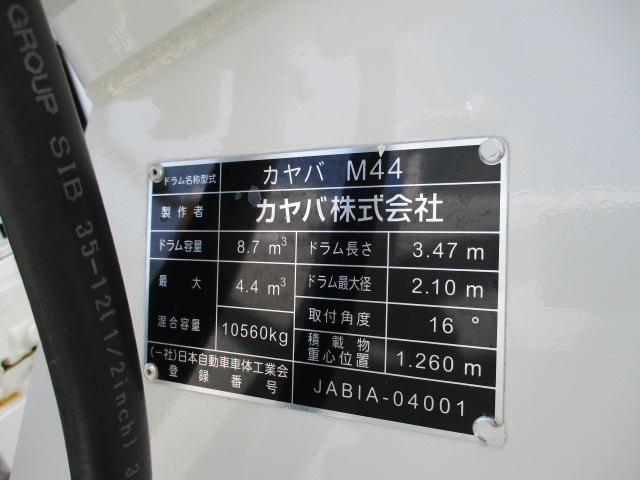 GROUP SIB 35-12(1/2inch) 3
ドラム名称型式 カヤバ M44
製作者 カヤバ株式会社
ドラム容量 8.7 m³ ドラム長さ 3.47 m
最大混合容量 4.4 m³ 10560kg ドラム最大径 2.10 m
取付角度 16 °
積載物重心位置 1.260 m
(一社)日本自動車車体工業会
登録番号 JABIA-04001